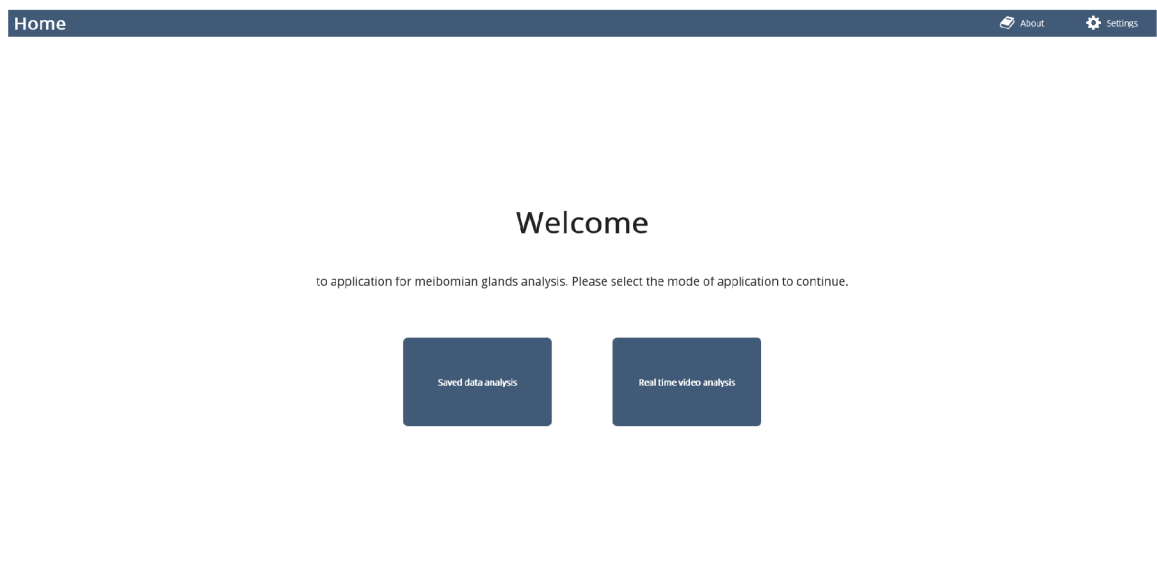 Home
About
Settings
Welcome
to application for meibomian glands analysis. Please select the mode of application to continue.
Saved data analysis
Real time video analysis